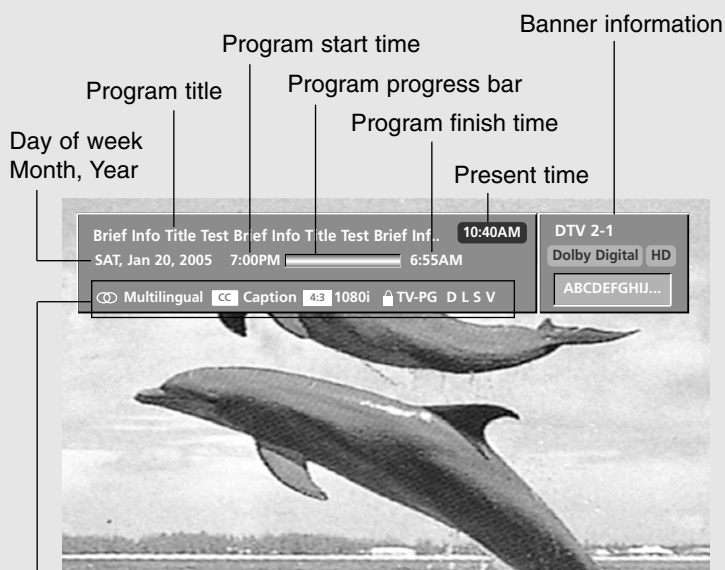 Banner information
Program start time
Program title
Program progress bar
Program finish time
Day of week
Month, Year
Present time
Brief Info Title Test Brief Info Title Test Brief Inf..
10:40AM
SAT, Jan 20, 2005 7:00PM 6:55AM
Multilingual CC Caption 4:3 1080i TV-PG D L S V
DTV 2-1
Dolby Digital HD
ABCDEFGHIJ...